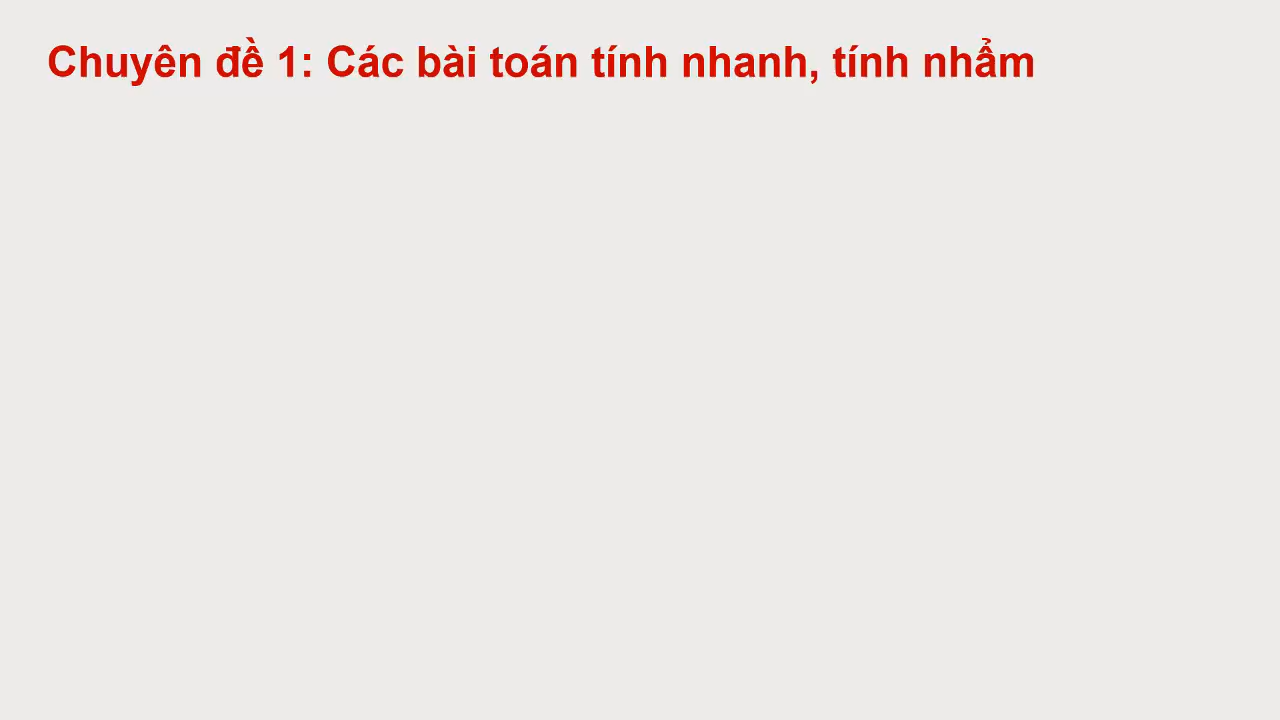 Chuyên đề 1: Các bài toán tính nhanh, tính nhẩm